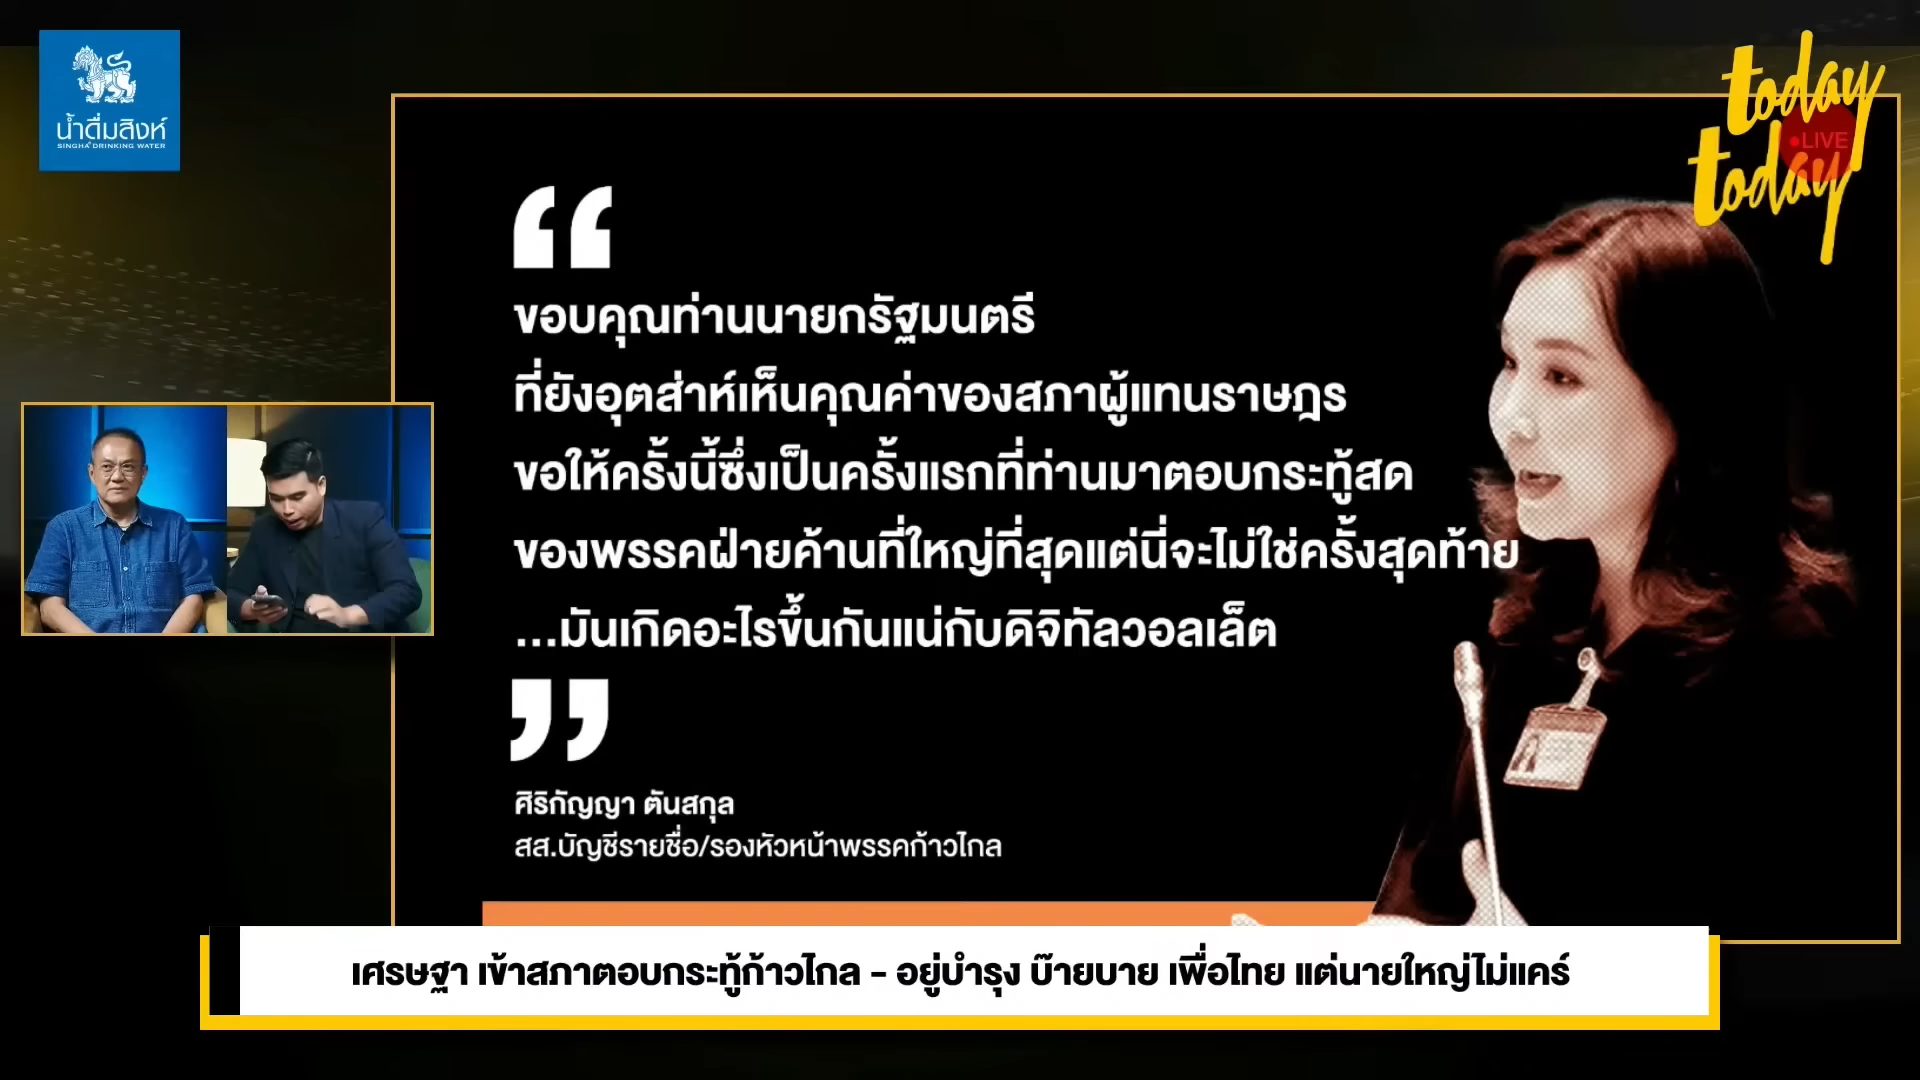 น้ำดื่มสิงห์
SINGHA DRINKING WATER
today
LIVE
today
ขอบคุณท่านนายกรัฐมนตรี
ที่ยังอุตส่าห์เห็นคุณค่าของสภาผู้แทนราษฎร
ขอให้ครั้งนี้ซึ่งเป็นครั้งแรกที่ท่านมาตอบกระทู้สด
ของพรรคฝ่ายค้านที่ใหญ่ที่สุดแต่นี่จะไม่ใช่ครั้งสุดท้าย
...มันเกิดอะไรขึ้นกันแน่กับดิจิทัลวอลเล็ต
ศิริกัญญา ตันสกุล
สส.บัญชีรายชื่อ/รองหัวหน้าพรรคก้าวไกล
เศรษฐา เข้าสภาตอบกระทู้ก้าวไกล - อยู่บำรุง บ๊ายบาย เพื่อไทย แต่นายใหญ่ไม่แคร์